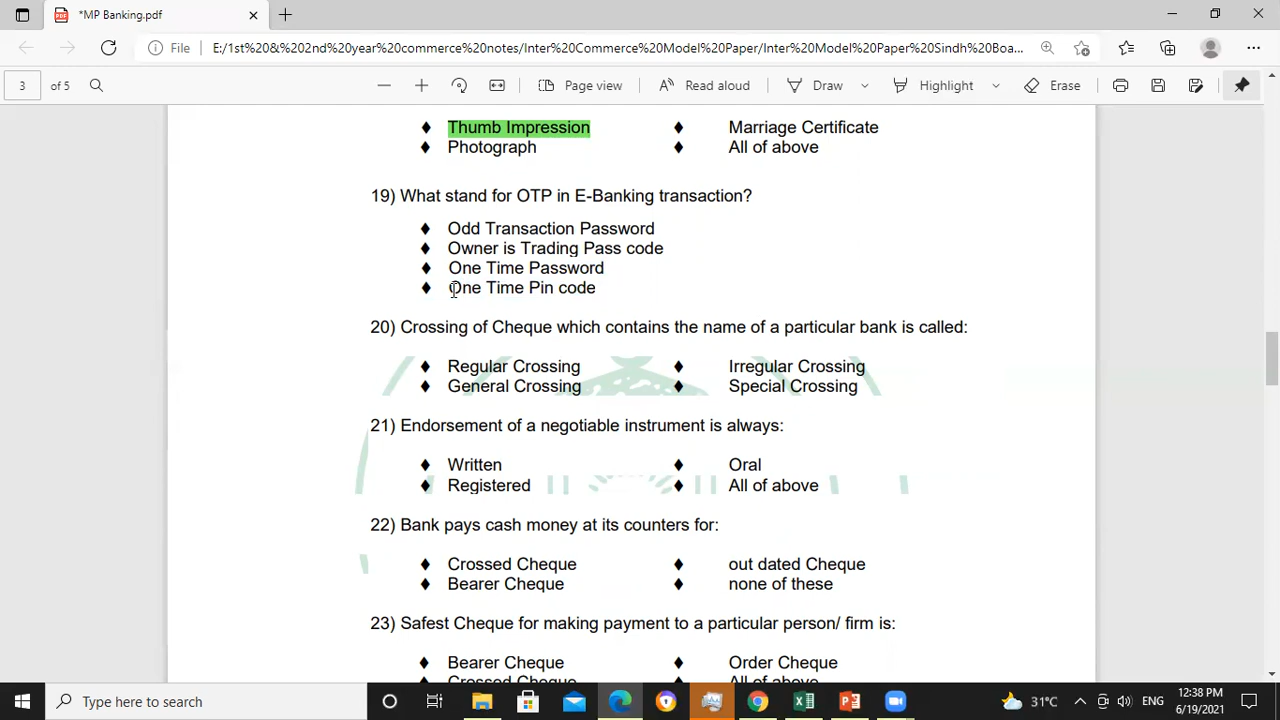 *MP Banking.pdf
File E:/1st%20&%202nd%20year%20commerce%20notes/Inter%20Commerce%20Model%20Paper/Inter%20Model%20Paper%20Sindh%20Boa...
3 of 5 Page view Read aloud Draw Highlight Erase
♦ Thumb Impression ♦ Marriage Certificate
♦ Photograph ♦ All of above
19) What stand for OTP in E-Banking transaction?
♦ Odd Transaction Password
♦ Owner is Trading Pass code
♦ One Time Password
♦ One Time Pin code
20) Crossing of Cheque which contains the name of a particular bank is called:
♦ Regular Crossing ♦ Irregular Crossing
♦ General Crossing ♦ Special Crossing
21) Endorsement of a negotiable instrument is always:
♦ Written ♦ Oral
♦ Registered ♦ All of above
22) Bank pays cash money at its counters for:
♦ Crossed Cheque ♦ out dated Cheque
♦ Bearer Cheque ♦ none of these
23) Safest Cheque for making payment to a particular person/ firm is:
♦ Bearer Cheque ♦ Order Cheque
Crossed Cheque All of above
Type here to search 31°C ENG 12:38 PM
6/19/2021